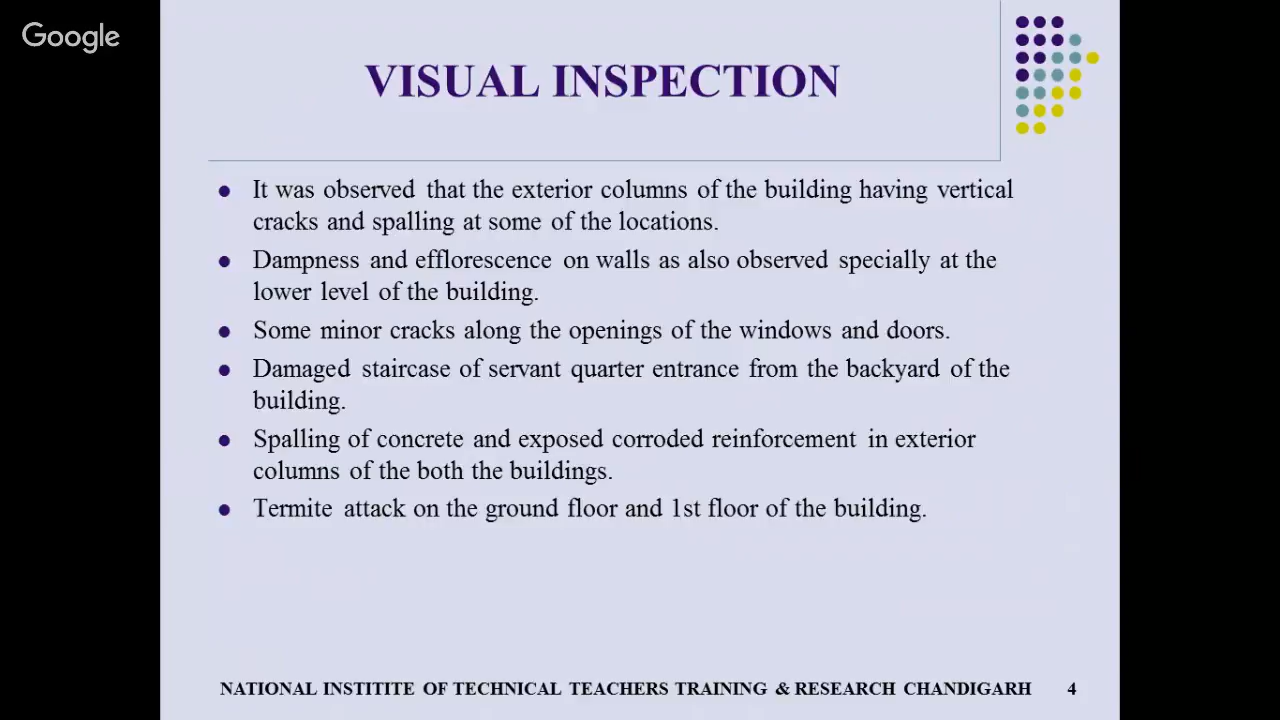 Google
VISUAL INSPECTION
It was observed that the exterior columns of the building having vertical
cracks and spalling at some of the locations.
Dampness and efflorescence on walls as also observed specially at the
lower level of the building.
Some minor cracks along the openings of the windows and doors.
Damaged staircase of servant quarter entrance from the backyard of the
building.
Spalling of concrete and exposed corroded reinforcement in exterior
columns of the both the buildings.
Termite attack on the ground floor and 1st floor of the building.
NATIONAL INSTITITE OF TECHNICAL TEACHERS TRAINING & RESEARCH CHANDIGARH 4